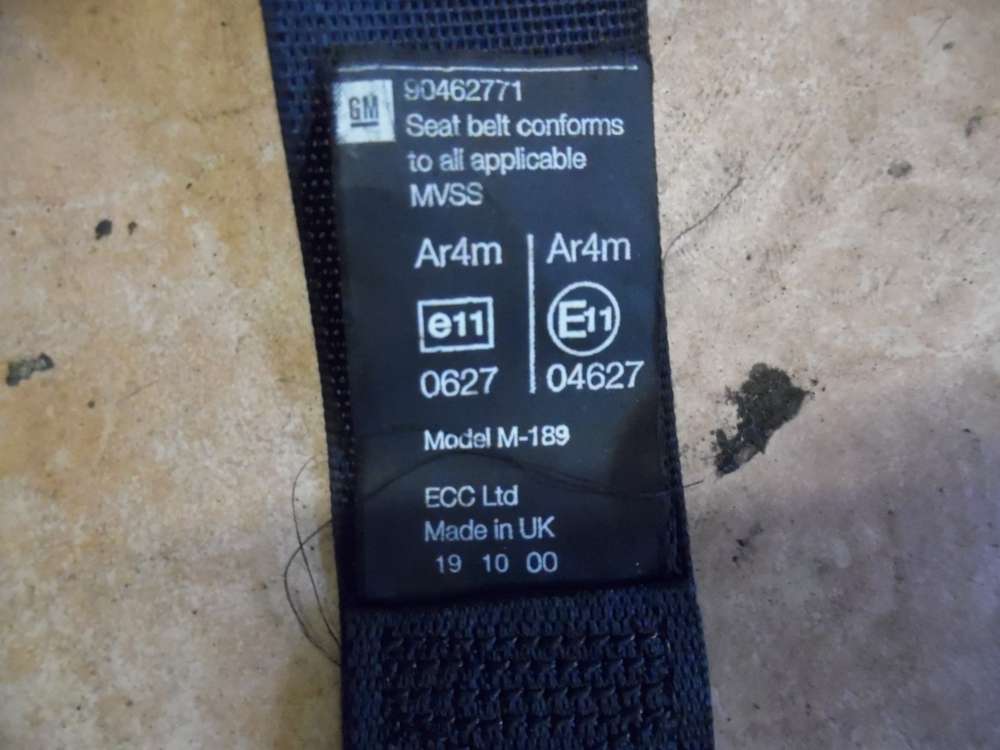 GM
90462771
Seat belt conforms
to all applicable
MVSS
Ar4m
e11
0627
Ar4m
E11
04627
Model M-189
ECC Ltd
Made in UK
19 10 00